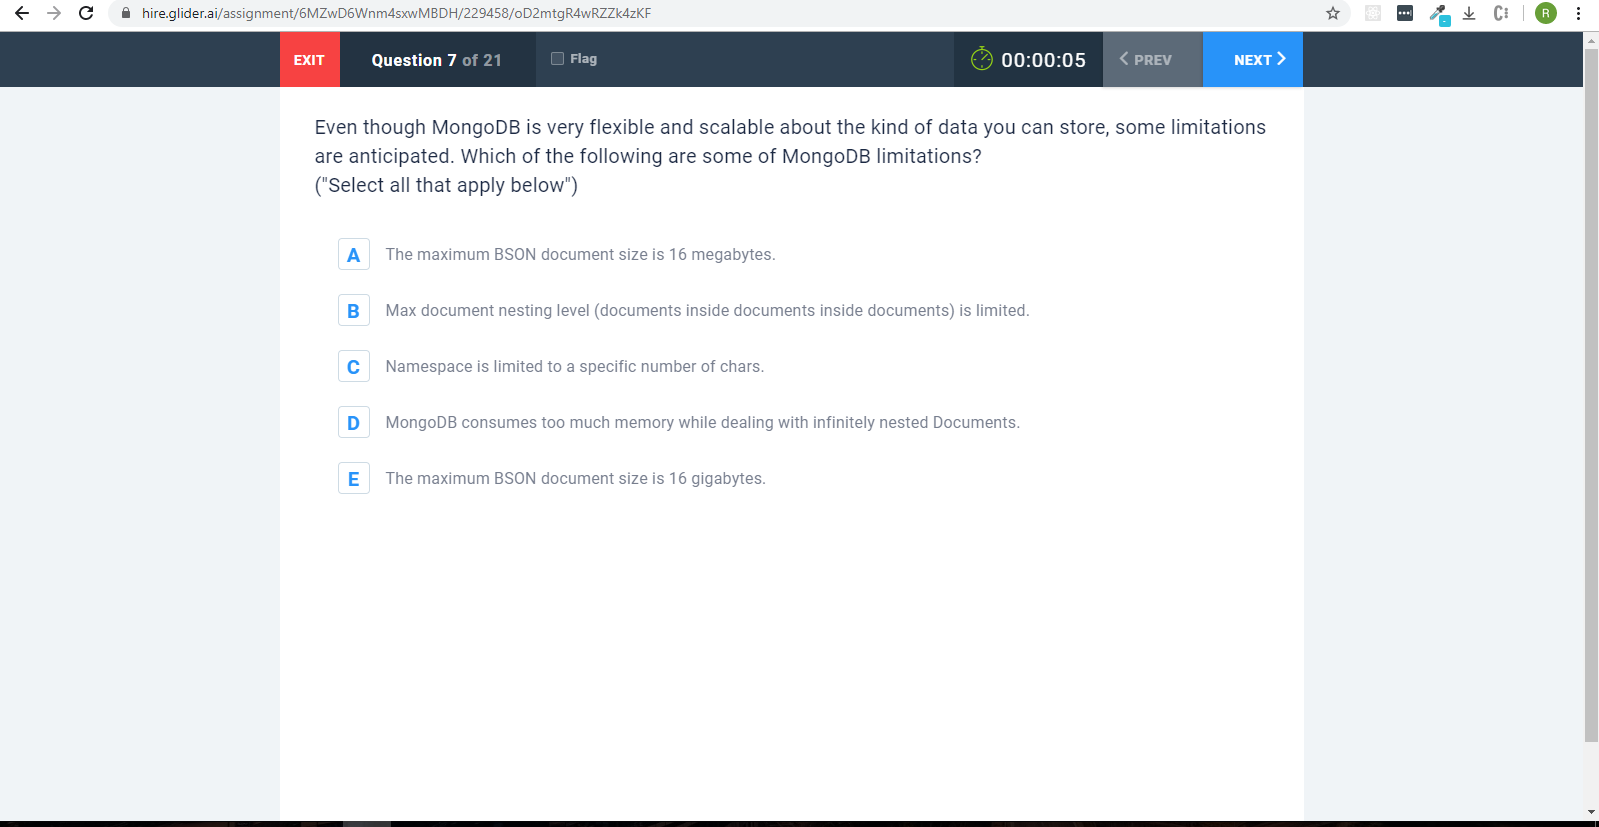 hire.glider.ai/assignment/6MZwD6Wnm4sxwMBDH/229458/oD2mtgR4wRZZk4zKF
R
EXIT
Question 7 of 21
Flag
00:00:05
PREV
NEXT
Even though MongoDB is very flexible and scalable about the kind of data you can store, some limitations
are anticipated. Which of the following are some of MongoDB limitations?
("Select all that apply below")
A The maximum BSON document size is 16 megabytes.
B Max document nesting level (documents inside documents inside documents) is limited.
C Namespace is limited to a specific number of chars.
D MongoDB consumes too much memory while dealing with infinitely nested Documents.
E The maximum BSON document size is 16 gigabytes.